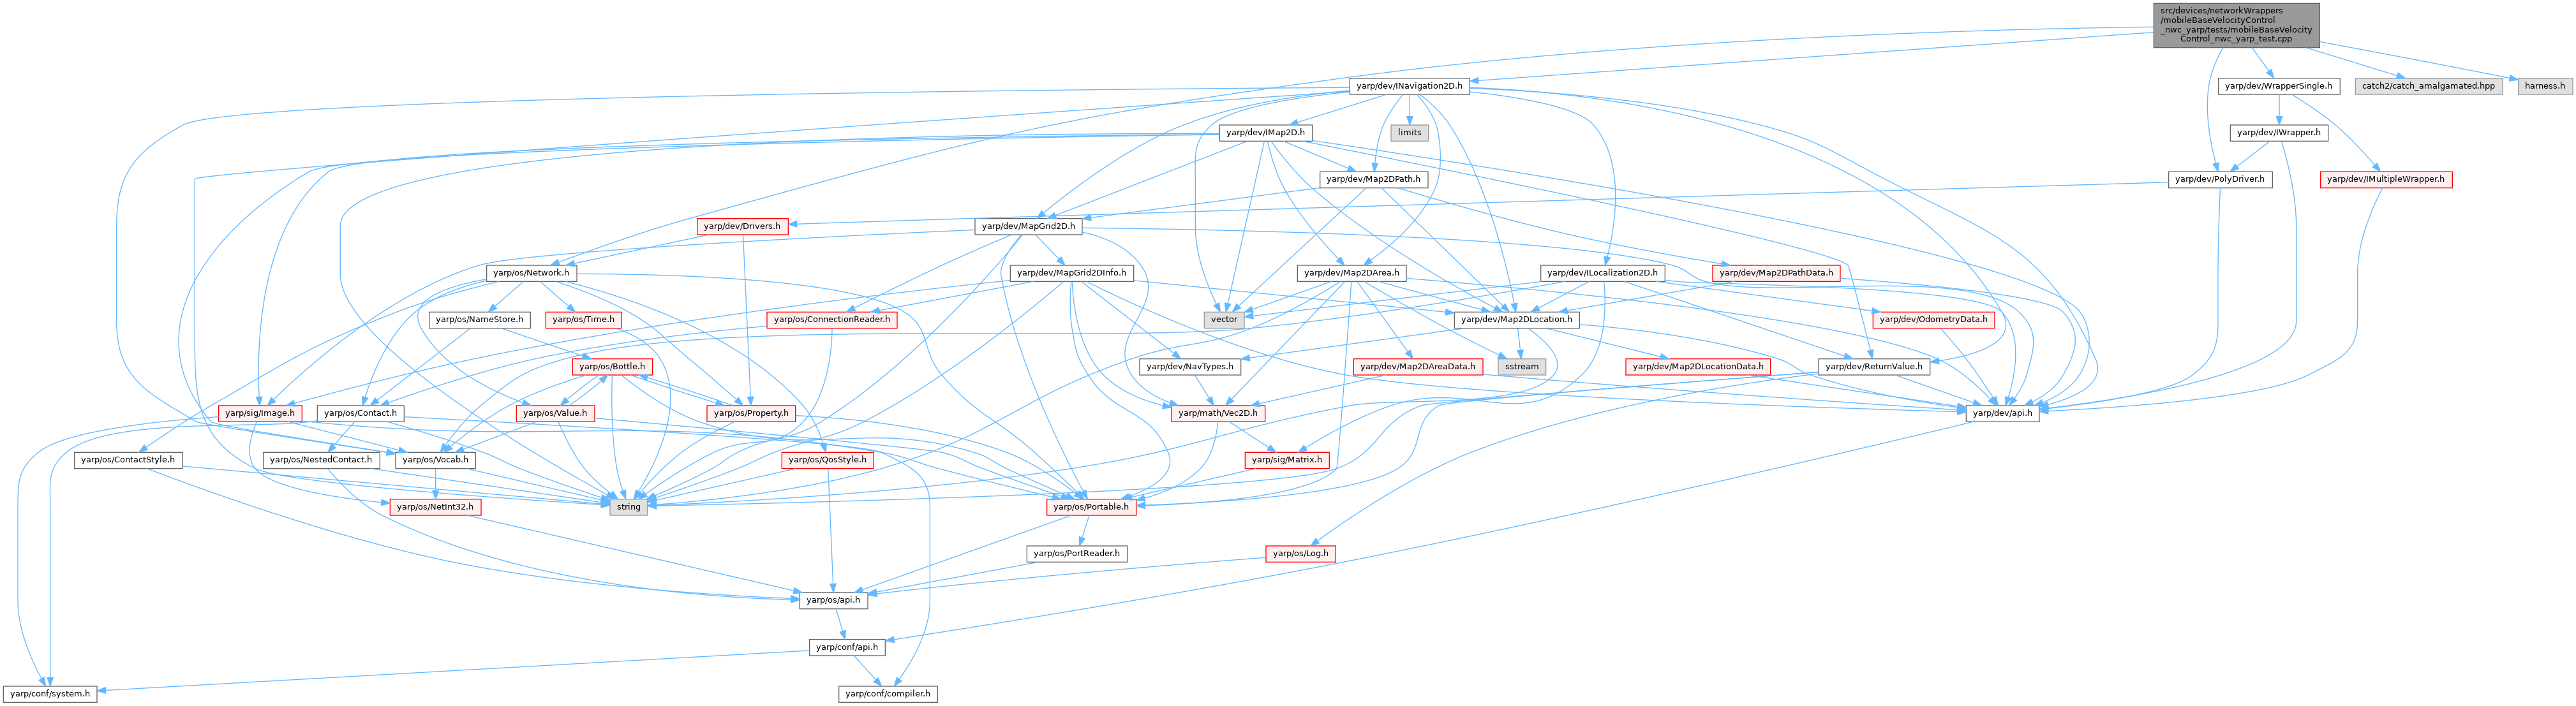 src/devices/networkWrappers
/mobileBaseVelocityControl
_nwc_yarp/tests/mobileBaseVelocity
Control_nwc_yarp_test.cpp
yarp/dev/INavigation2D.h
yarp/dev/WrapperSingle.h
catch2/catch_amalgamated.hpp
harness.h
yarp/dev/IMap2D.h
limits
yarp/dev/IWrapper.h
yarp/dev/Map2DPath.h
yarp/dev/PolyDriver.h
yarp/dev/IMultipleWrapper.h
yarp/dev/Drivers.h
yarp/dev/MapGrid2D.h
yarp/os/Network.h
yarp/dev/MapGrid2DInfo.h
yarp/dev/Map2DArea.h
yarp/dev/ILocalization2D.h
yarp/dev/Map2DPathData.h
yarp/os/NameStore.h
yarp/os/Time.h
yarp/os/ConnectionReader.h
vector
yarp/dev/Map2DLocation.h
yarp/dev/OdometryData.h
yarp/os/Bottle.h
yarp/dev/NavTypes.h
yarp/dev/Map2DAreaData.h
sstream
yarp/dev/Map2DLocationData.h
yarp/dev/ReturnValue.h
yarp/sig/Image.h
yarp/os/Contact.h
yarp/os/Value.h
yarp/os/Property.h
yarp/math/Vec2D.h
yarp/dev/api.h
yarp/os/ContactStyle.h
yarp/os/NestedContact.h
yarp/os/Vocab.h
yarp/os/QosStyle.h
yarp/sig/Matrix.h
yarp/os/NetInt32.h
string
yarp/os/Portable.h
yarp/os/PortReader.h
yarp/os/Log.h
yarp/os/api.h
yarp/conf/api.h
yarp/conf/system.h
yarp/conf/compiler.h